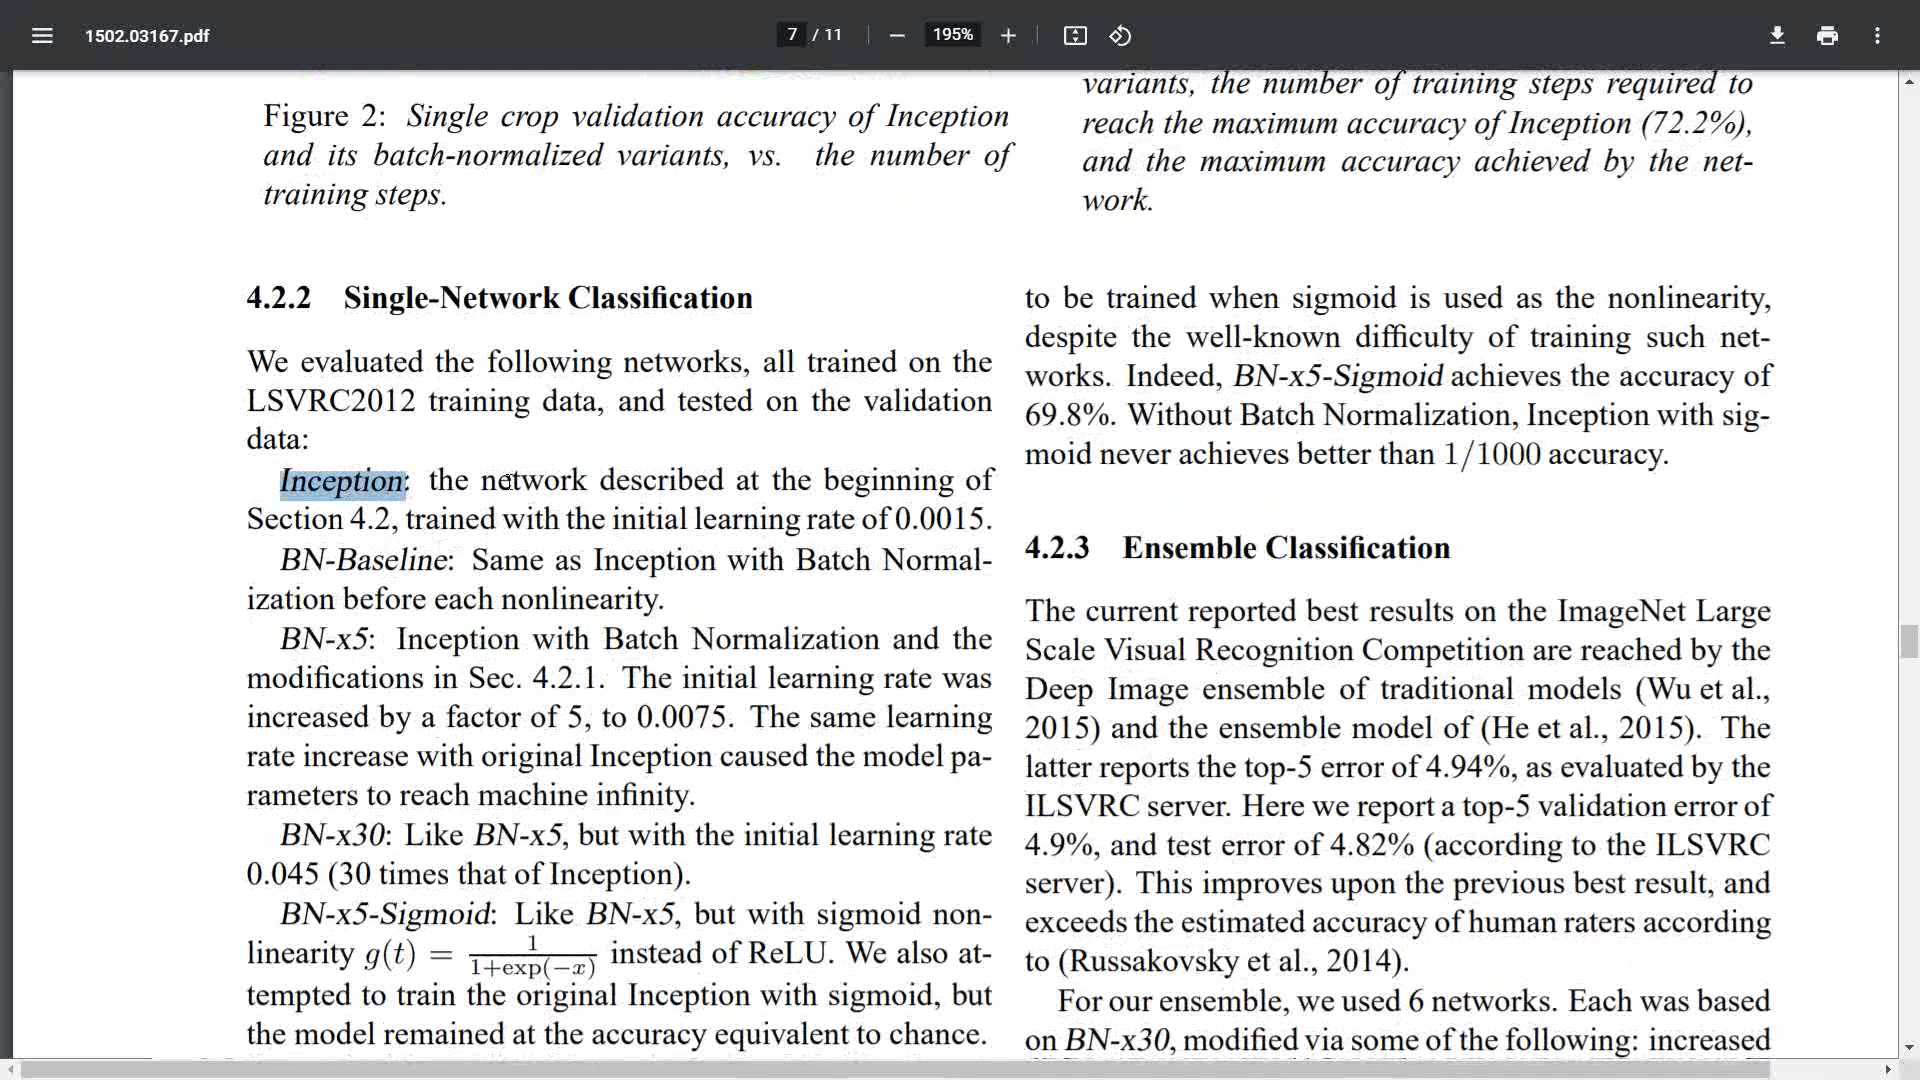 1502.03167.pdf
7 / 11
195%
Figure 2: Single crop validation accuracy of Inception
and its batch-normalized variants, vs. the number of
training steps.
variants, the number of training steps required to
reach the maximum accuracy of Inception (72.2%),
and the maximum accuracy achieved by the net-
work.
4.2.2 Single-Network Classification
We evaluated the following networks, all trained on the
LSVRC2012 training data, and tested on the validation
data:
Inception: the network described at the beginning of
Section 4.2, trained with the initial learning rate of 0.0015.
BN-Baseline: Same as Inception with Batch Normal-
ization before each nonlinearity.
BN-x5: Inception with Batch Normalization and the
modifications in Sec. 4.2.1. The initial learning rate was
increased by a factor of 5, to 0.0075. The same learning
rate increase with original Inception caused the model pa-
rameters to reach machine infinity.
BN-x30: Like BN-x5, but with the initial learning rate
0.045 (30 times that of Inception).
BN-x5-Sigmoid: Like BN-x5, but with sigmoid non-
linearity g(t) = 1/(1+exp(−x)) instead of ReLU. We also at-
tempted to train the original Inception with sigmoid, but
the model remained at the accuracy equivalent to chance.
to be trained when sigmoid is used as the nonlinearity,
despite the well-known difficulty of training such net-
works. Indeed, BN-x5-Sigmoid achieves the accuracy of
69.8%. Without Batch Normalization, Inception with sig-
moid never achieves better than 1/1000 accuracy.
4.2.3 Ensemble Classification
The current reported best results on the ImageNet Large
Scale Visual Recognition Competition are reached by the
Deep Image ensemble of traditional models (Wu et al.,
2015) and the ensemble model of (He et al., 2015). The
latter reports the top-5 error of 4.94%, as evaluated by the
ILSVRC server. Here we report a top-5 validation error of
4.9%, and test error of 4.82% (according to the ILSVRC
server). This improves upon the previous best result, and
exceeds the estimated accuracy of human raters according
to (Russakovsky et al., 2014).
For our ensemble, we used 6 networks. Each was based
on BN-x30, modified via some of the following: increased